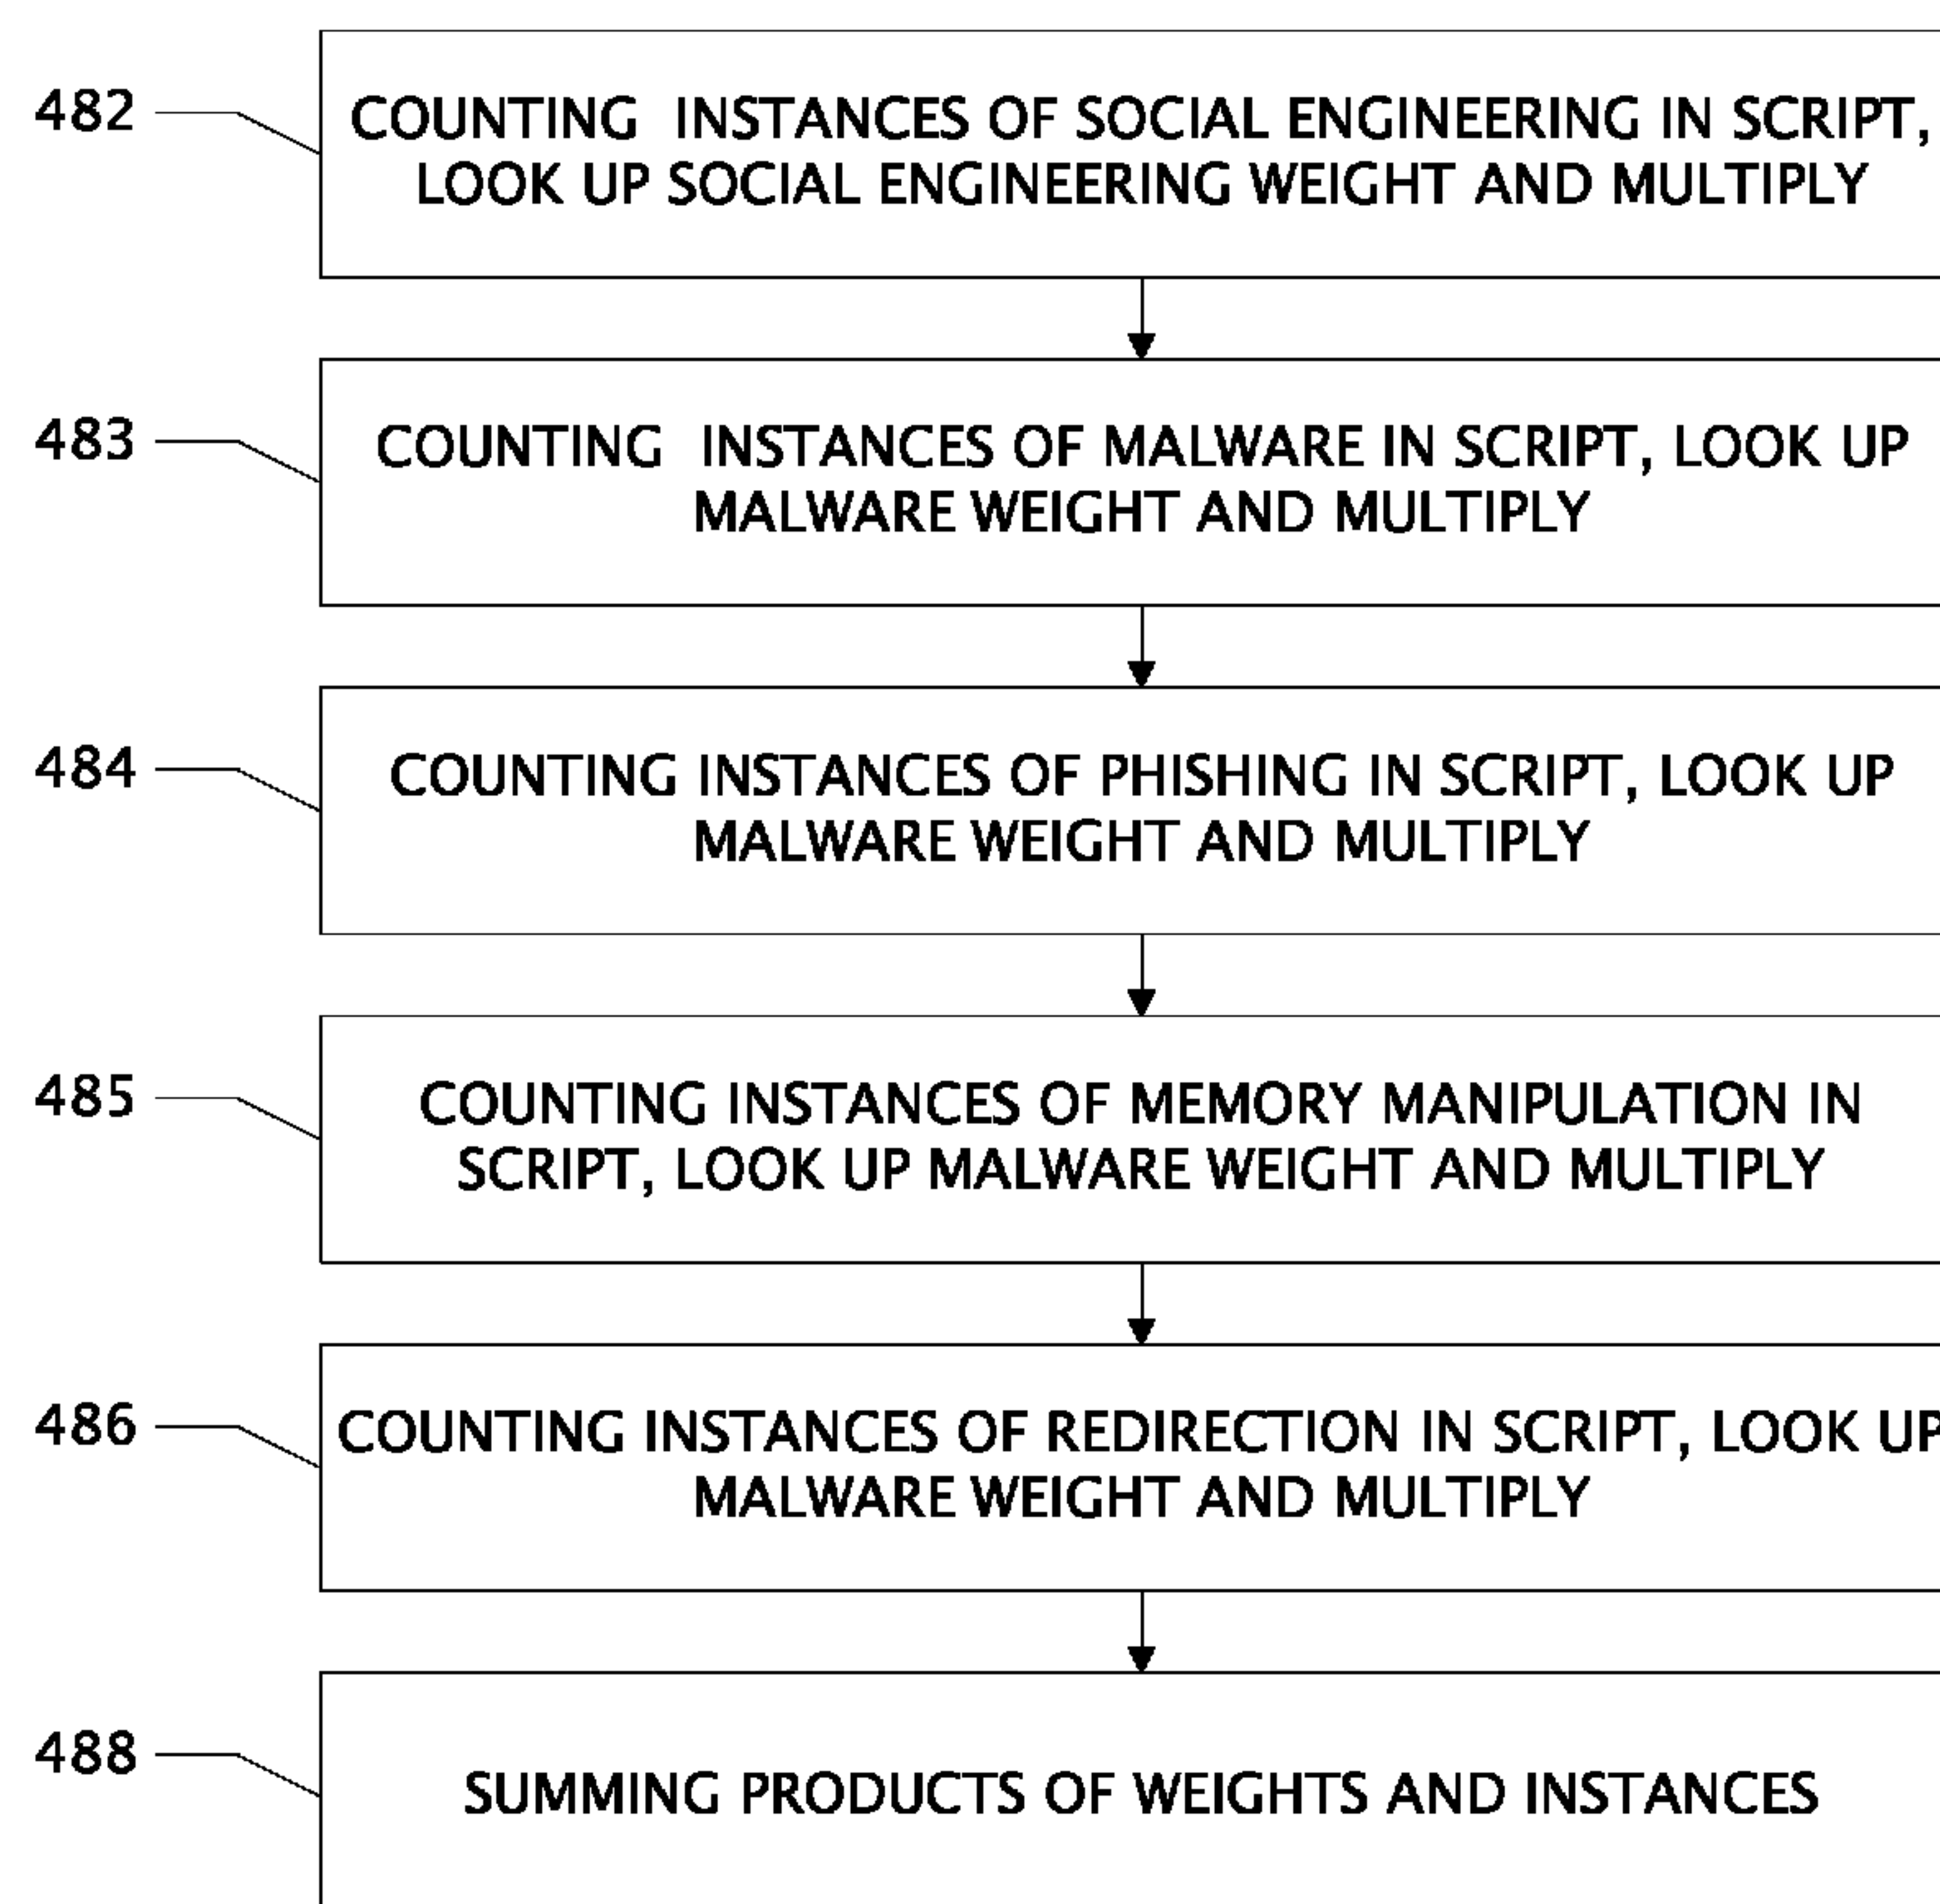 482
COUNTING INSTANCES OF SOCIAL ENGINEERING IN SCRIPT,
LOOK UP SOCIAL ENGINEERING WEIGHT AND MULTIPLY
483
COUNTING INSTANCES OF MALWARE IN SCRIPT, LOOK UP
MALWARE WEIGHT AND MULTIPLY
484
COUNTING INSTANCES OF PHISHING IN SCRIPT, LOOK UP
MALWARE WEIGHT AND MULTIPLY
485
COUNTING INSTANCES OF MEMORY MANIPULATION IN
SCRIPT, LOOK UP MALWARE WEIGHT AND MULTIPLY
486
COUNTING INSTANCES OF REDIRECTION IN SCRIPT, LOOK UP
MALWARE WEIGHT AND MULTIPLY
488
SUMMING PRODUCTS OF WEIGHTS AND INSTANCES